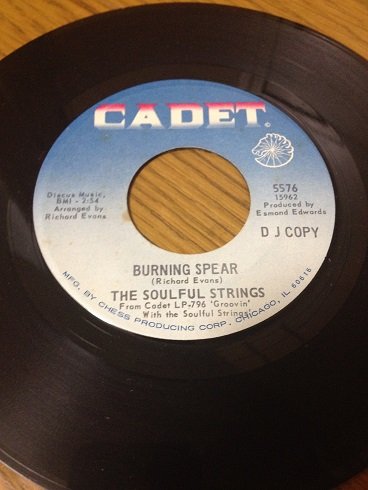 CADET
Discus Music,
BMI - 2:54
Arranged by
Richard Evans
5576
15962
Produced by
Esmond Edwards
D J COPY
BURNING SPEAR
(Richard Evans)
THE SOULFUL STRINGS
From Cadet LP-796 'Groovin'
With the Soulful Strings'
MFG. BY CHESS PRODUCING CORP. CHICAGO, IL 60616